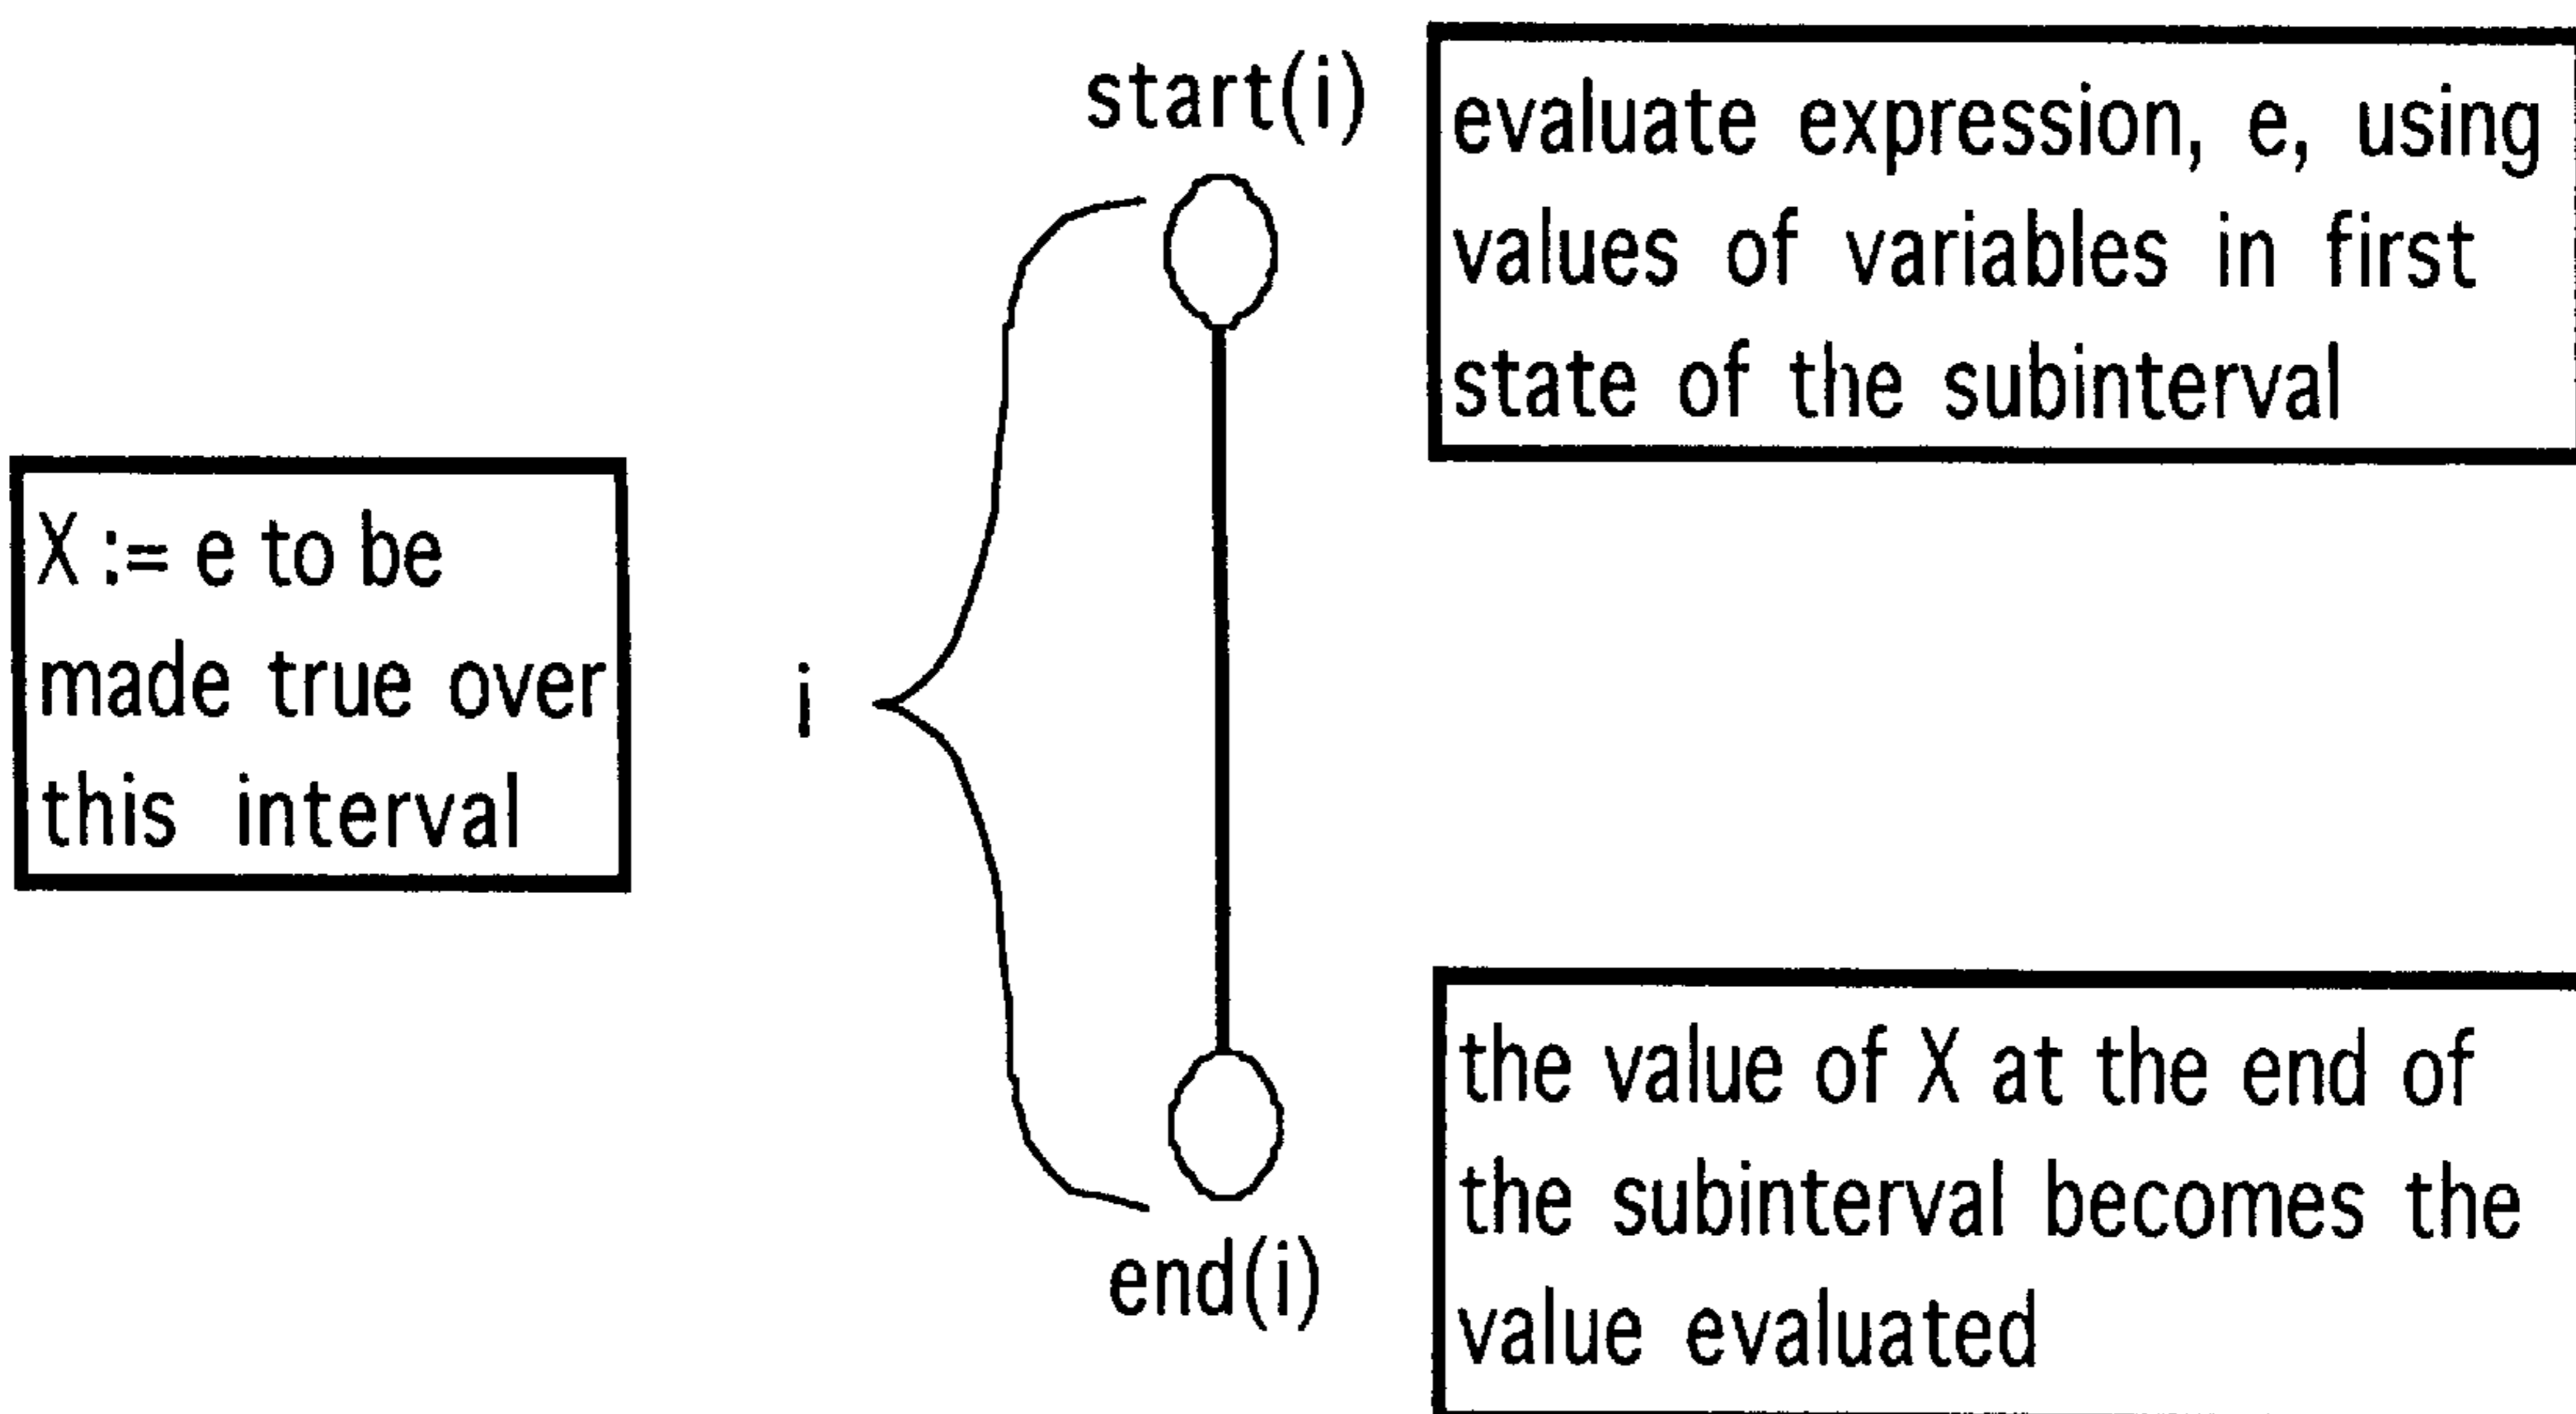 start(i)
evaluate expression, e, using
values of variables in first
state of the subinterval
X := e to be
made true over
this interval
i
the value of X at the end of
the subinterval becomes the
value evaluated
end(i)